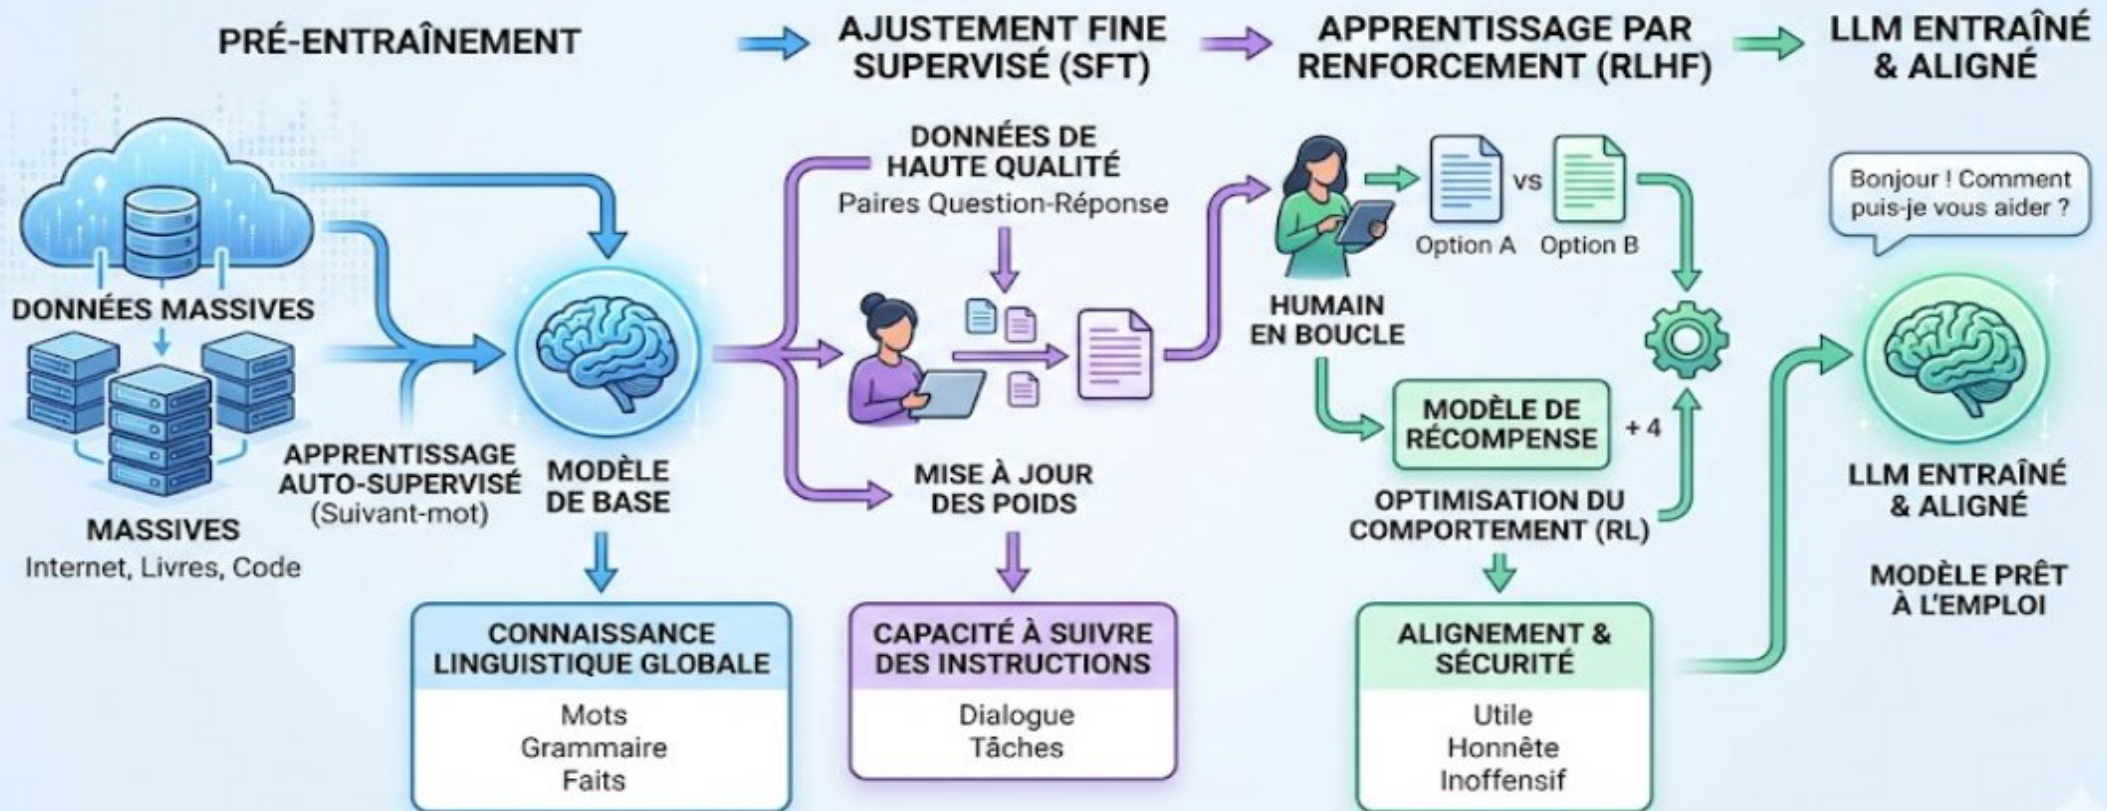 PRÉ-ENTRAÎNEMENT
AJUSTEMENT FINE
SUPERVISÉ (SFT)
APPRENTISSAGE PAR
RENFORCEMENT (RLHF)
LLM ENTRAÎNÉ
& ALIGNÉ
DONNÉES MASSIVES
MASSIVES
Internet, Livres, Code
APPRENTISSAGE
AUTO-SUPERVISÉ
(Suivant-mot)
MODÈLE
DE BASE
CONNAISSANCE
LINGUISTIQUE GLOBALE
Mots
Grammaire
Faits
DONNÉES DE
HAUTE QUALITÉ
Paires Question-Réponse
MISE À JOUR
DES POIDS
CAPACITÉ À SUIVRE
DES INSTRUCTIONS
Dialogue
Tâches
HUMAIN
EN BOUCLE
vs
Option A
Option B
MODÈLE DE
RÉCOMPENSE
+ 4
OPTIMISATION DU
COMPORTEMENT (RL)
ALIGNEMENT &
SÉCURITÉ
Utile
Honnête
Inoffensif
Bonjour ! Comment
puis-je vous aider ?
LLM ENTRAÎNÉ
& ALIGNÉ
MODÈLE PRÊT
À L'EMPLOI